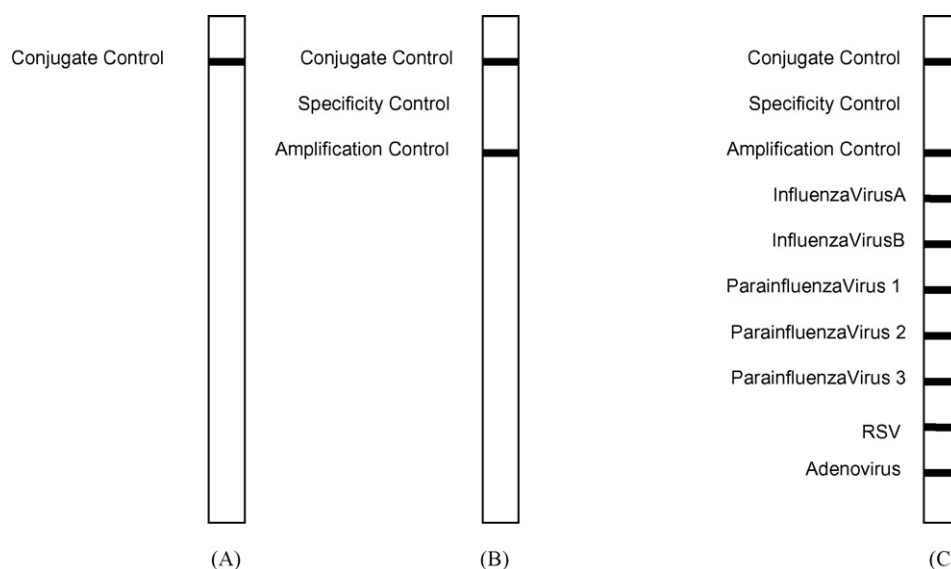 Conjugate Control
Conjugate Control
Specificity Control
Amplification Control
Conjugate Control
Specificity Control
Amplification Control
InfluenzaVirusA
InfluenzaVirusB
ParainfluenzaVirus 1
ParainfluenzaVirus 2
ParainfluenzaVirus 3
RSV
Adenovirus
(A)
(B)
(C